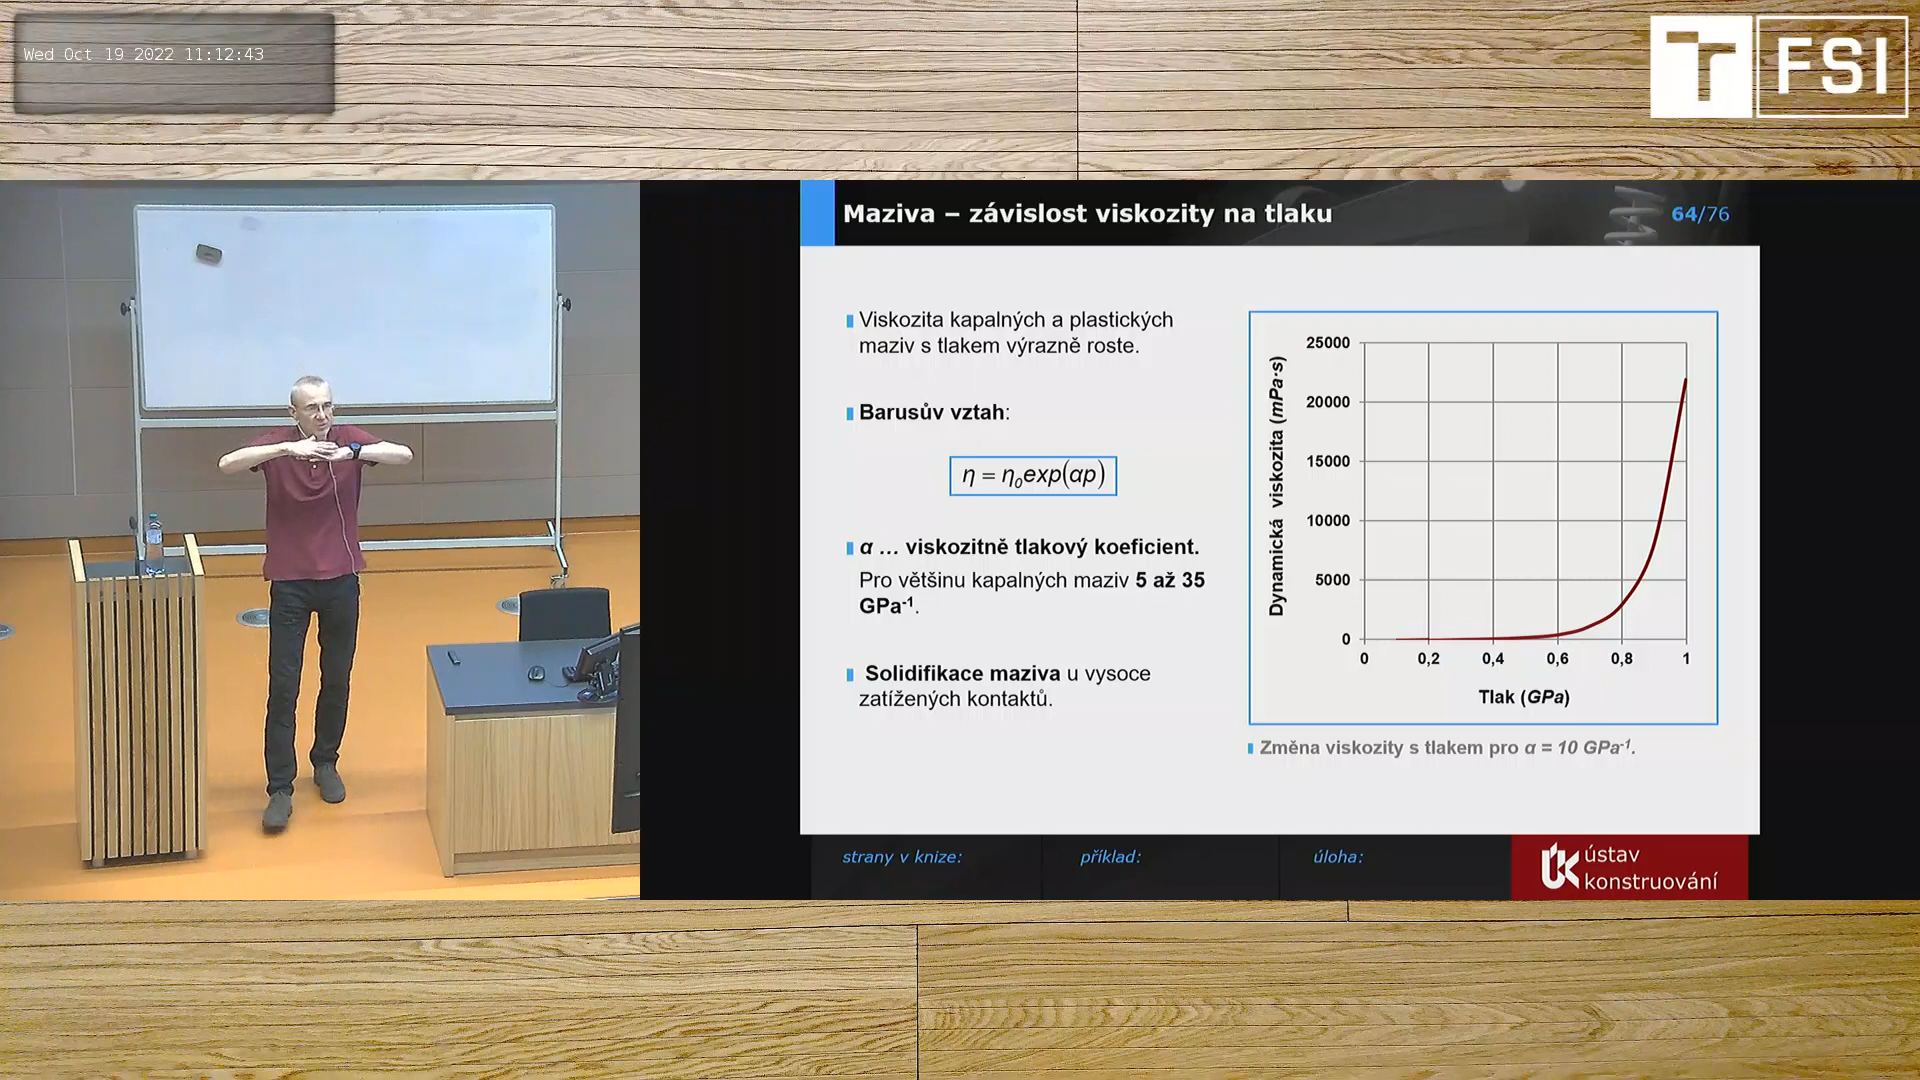 Wed Oct 19 2022 11:12:43
T FSI
Maziva – závislost viskozity na tlaku
64/76
Viskozita kapalných a plastických
maziv s tlakem výrazně roste.
Barusův vztah:
η = η₀exp(αp)
α … viskozitně tlakový koeficient.
Pro většinu kapalných maziv 5 až 35
GPa⁻¹.
Solidifikace maziva u vysoce
zatížených kontaktů.
Dynamická viskozita (mPa·s)
25000
20000
15000
10000
5000
0
0 0,2 0,4 0,6 0,8 1
Tlak (GPa)
Změna viskozity s tlakem pro α = 10 GPa⁻¹.
strany v knize:
příklad:
úloha:
ÚK ústav
konstruování